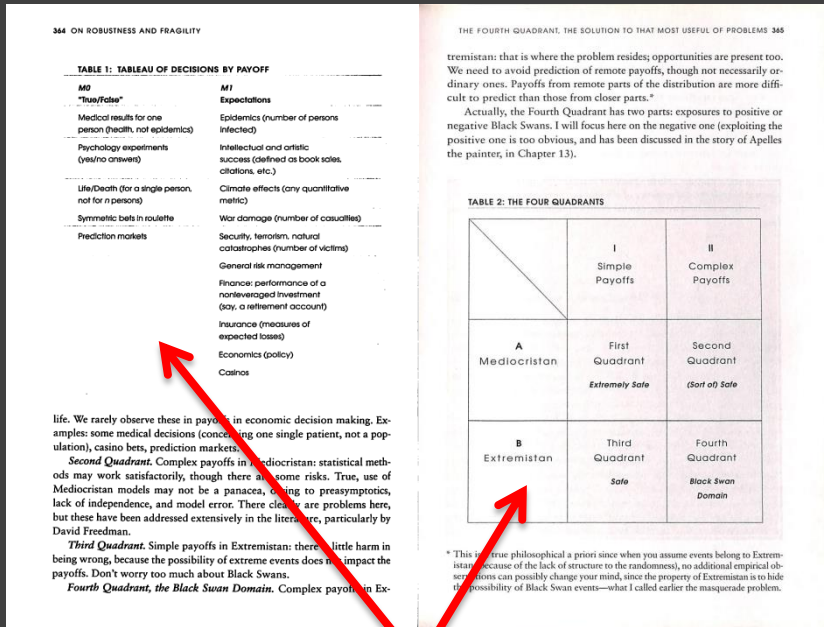 364 ON ROBUSTNESS AND FRAGILITY
TABLE 1: TABLEAU OF DECISIONS BY PAYOFF
M0
"True/False"
M1
Expectations
Medical results for one
person (health, not epidemics)
Epidemics (number of persons
infected)
Psychology experiments
(yes/no answers)
Intellectual and artistic
success (defined as book sales,
citations, etc.)
Life/Death (for a single person,
not for n persons)
Climate effects (any quantitative
metric)
Symmetric bets in roulette
War damage (number of casualties)
Prediction markets
Security, terrorism, natural
catastrophes (number of victims)
General risk management
Finance: performance of a
nonleveraged investment
(say, a retirement account)
Insurance (measures of
expected losses)
Economics (policy)
Casinos
life. We rarely observe these in payoffs in economic decision making. Ex-
amples: some medical decisions (concerning one single patient, not a pop-
ulation), casino bets, prediction markets.
Second Quadrant. Complex payoffs in Mediocristan: statistical meth-
ods may work satisfactorily, though there are some risks. True, use of
Mediocristan models may not be a panacea, owing to preasymptotics,
lack of independence, and model error. There clearly are problems here,
but these have been addressed extensively in the literature, particularly by
David Freedman.
Third Quadrant. Simple payoffs in Extremistan: there is little harm in
being wrong, because the possibility of extreme events does not impact the
payoffs. Don't worry too much about Black Swans.
Fourth Quadrant, the Black Swan Domain. Complex payoffs in Ex-
THE FOURTH QUADRANT, THE SOLUTION TO THAT MOST USEFUL OF PROBLEMS 365
tremistan: that is where the problem resides; opportunities are present too.
We need to avoid prediction of remote payoffs, though not necessarily or-
dinary ones. Payoffs from remote parts of the distribution are more diffi-
cult to predict than those from closer parts.*
Actually, the Fourth Quadrant has two parts: exposures to positive or
negative Black Swans. I will focus here on the negative one (exploiting the
positive one is too obvious, and has been discussed in the story of Apelles
the painter, in Chapter 13).
TABLE 2: THE FOUR QUADRANTS
I
Simple
Payoffs
II
Complex
Payoffs
A
Mediocristan
First
Quadrant
Extremely Safe
Second
Quadrant
(Sort of) Safe
B
Extremistan
Third
Quadrant
Safe
Fourth
Quadrant
Black Swan
Domain
* This is a true philosophical a priori since when you assume events belong to Extrem-
istan (because of the lack of structure to the randomness), no additional empirical ob-
servations can possibly change your mind, since the property of Extremistan is to hide
the possibility of Black Swan events—what I called earlier the masquerade problem.